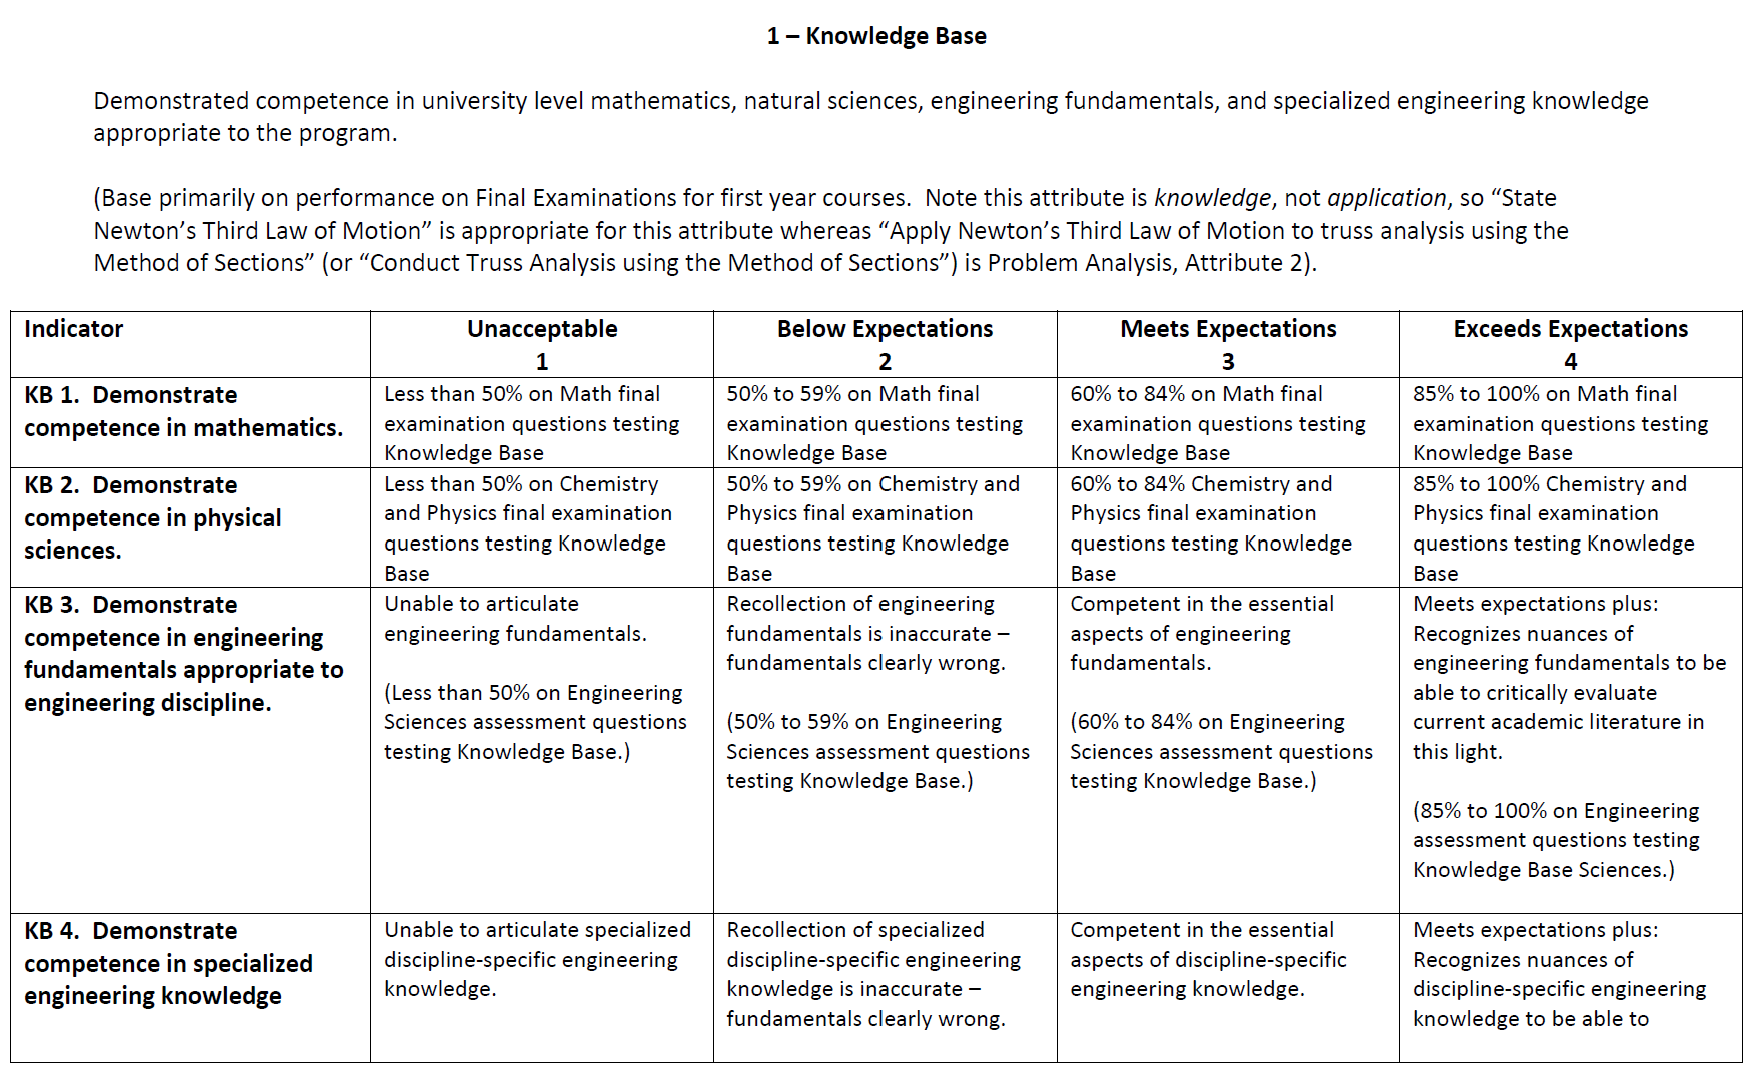 1 – Knowledge Base
Demonstrated competence in university level mathematics, natural sciences, engineering fundamentals, and specialized engineering knowledge
appropriate to the program.
(Base primarily on performance on Final Examinations for first year courses.  Note this attribute is knowledge, not application, so “State
Newton’s Third Law of Motion” is appropriate for this attribute whereas “Apply Newton’s Third Law of Motion to truss analysis using the
Method of Sections” (or “Conduct Truss Analysis using the Method of Sections”) is Problem Analysis, Attribute 2).
Indicator
Unacceptable
1
Below Expectations
2
Meets Expectations
3
Exceeds Expectations
4
KB 1.  Demonstrate
competence in mathematics.
Less than 50% on Math final
examination questions testing
Knowledge Base
50% to 59% on Math final
examination questions testing
Knowledge Base
60% to 84% on Math final
examination questions testing
Knowledge Base
85% to 100% on Math final
examination questions testing
Knowledge Base
KB 2.  Demonstrate
competence in physical
sciences.
Less than 50% on Chemistry
and Physics final examination
questions testing Knowledge
Base
50% to 59% on Chemistry and
Physics final examination
questions testing Knowledge
Base
60% to 84% Chemistry and
Physics final examination
questions testing Knowledge
Base
85% to 100% Chemistry and
Physics final examination
questions testing Knowledge
Base
KB 3.  Demonstrate
competence in engineering
fundamentals appropriate to
engineering discipline.
Unable to articulate
engineering fundamentals.
(Less than 50% on Engineering
Sciences assessment questions
testing Knowledge Base.)
Recollection of engineering
fundamentals is inaccurate –
fundamentals clearly wrong.
(50% to 59% on Engineering
Sciences assessment questions
testing Knowledge Base.)
Competent in the essential
aspects of engineering
fundamentals.
(60% to 84% on Engineering
Sciences assessment questions
testing Knowledge Base.)
Meets expectations plus:
Recognizes nuances of
engineering fundamentals to be
able to critically evaluate
current academic literature in
this light.
(85% to 100% on Engineering
assessment questions testing
Knowledge Base Sciences.)
KB 4.  Demonstrate
competence in specialized
engineering knowledge
Unable to articulate specialized
discipline-specific engineering
knowledge.
Recollection of specialized
discipline-specific engineering
knowledge is inaccurate –
fundamentals clearly wrong.
Competent in the essential
aspects of discipline-specific
engineering knowledge.
Meets expectations plus:
Recognizes nuances of
discipline-specific engineering
knowledge to be able to